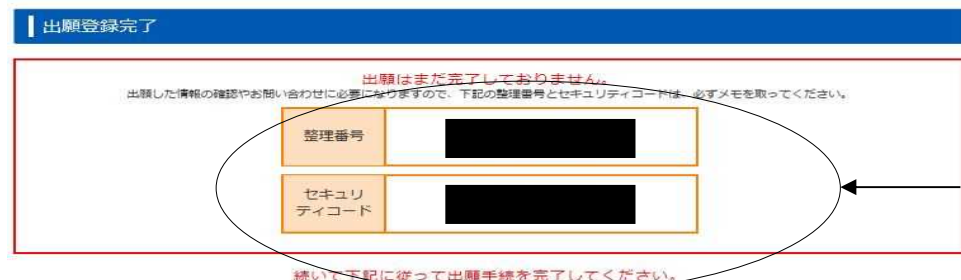 出願登録完了
出願はまだ完了しておりません。
出願した情報の確認やお問い合わせに必要になりますので、下記の整理番号とセキュリティコードは、必ずメモを取ってください。
整理番号
セキュリ
ティコード
続いて下記に従って出願手続を完了してください。